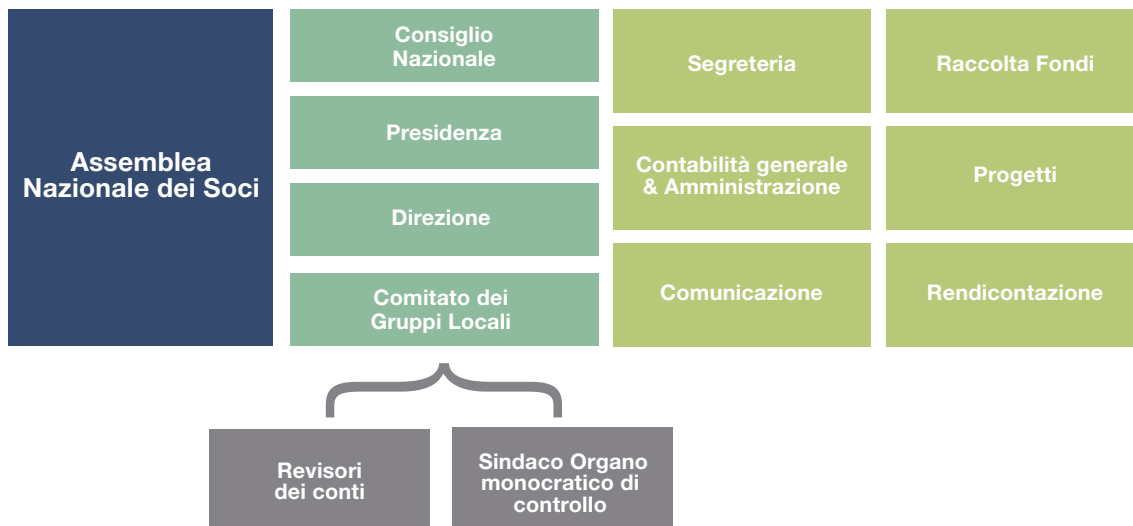 Assemblea
Nazionale dei Soci
Consiglio
Nazionale
Presidenza
Direzione
Comitato dei
Gruppi Locali
Segreteria
Raccolta Fondi
Contabilità generale
& Amministrazione
Progetti
Comunicazione
Rendicontazione
Revisori
dei conti
Sindaco Organo
monocratico di
controllo